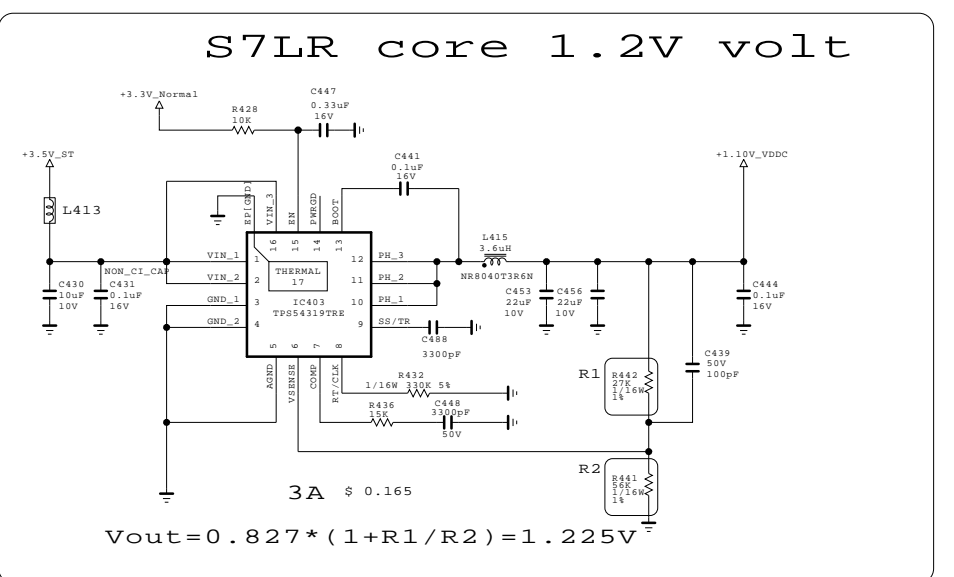 S7LR core 1.2V volt
+3.3V_Normal
R428
10K
C447
0.33uF
16V
+3.5V_ST
L413
EP[GND]
VIN_3
EN
PWRGD
BOOT
C441
0.1uF
16V
+1.10V_VDDC
16
15
14
13
L415
3.6uH
NR8040T3R6N
VIN_1
1
VIN_2
2
GND_1
3
GND_2
4
THERMAL
17
IC403
TPS54319TRE
12
PH_3
11
PH_2
10
PH_1
9
SS/TR
NON_CI_CAP
C430
10uF
10V
C431
0.1uF
16V
C453
22uF
10V
C456
22uF
10V
C444
0.1uF
16V
C488
3300pF
5
6
7
8
AGND
VSENSE
COMP
RT/CLK
R432
1/16W 330K 5%
R436
15K
C448
3300pF
50V
C439
50V
100pF
R1
R442
27K
1/16W
1%
R2
R441
56K
1/16W
1%
3A $ 0.165
Vout=0.827*(1+R1/R2)=1.225V